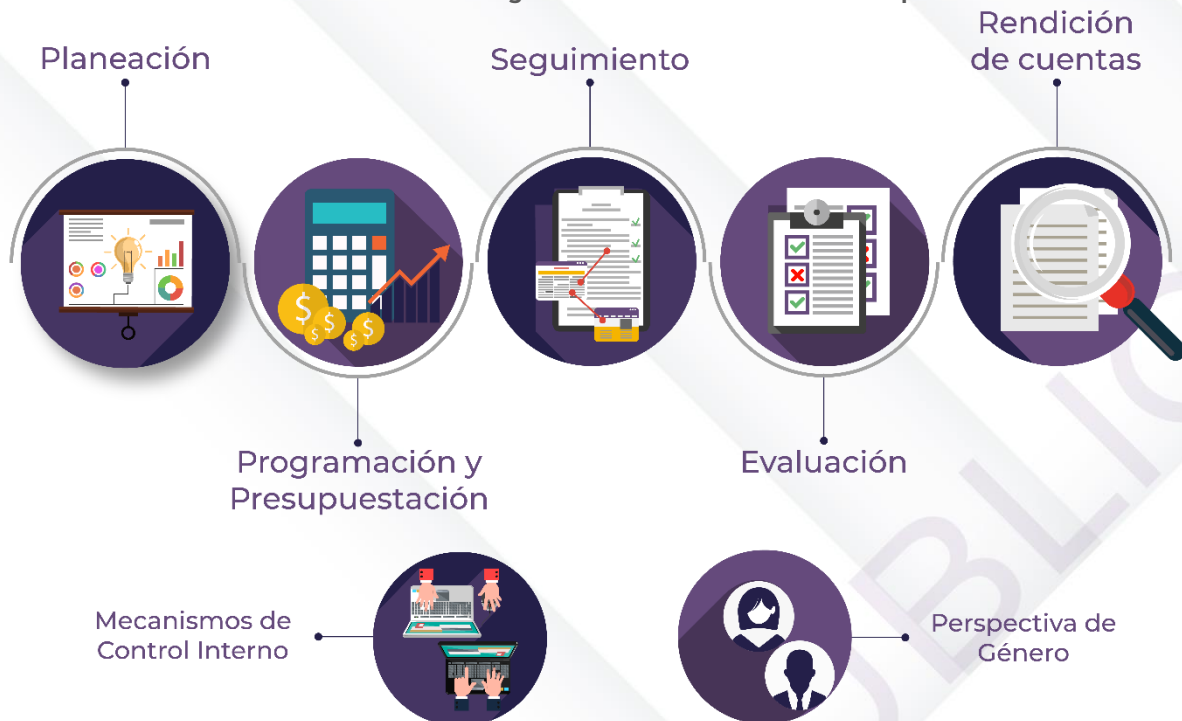 Planeación
Seguimiento
Rendición
de cuentas
$
$
$
$
$
Programación y
Presupuestación
Evaluación
Mecanismos de
Control Interno
Perspectiva de
Género